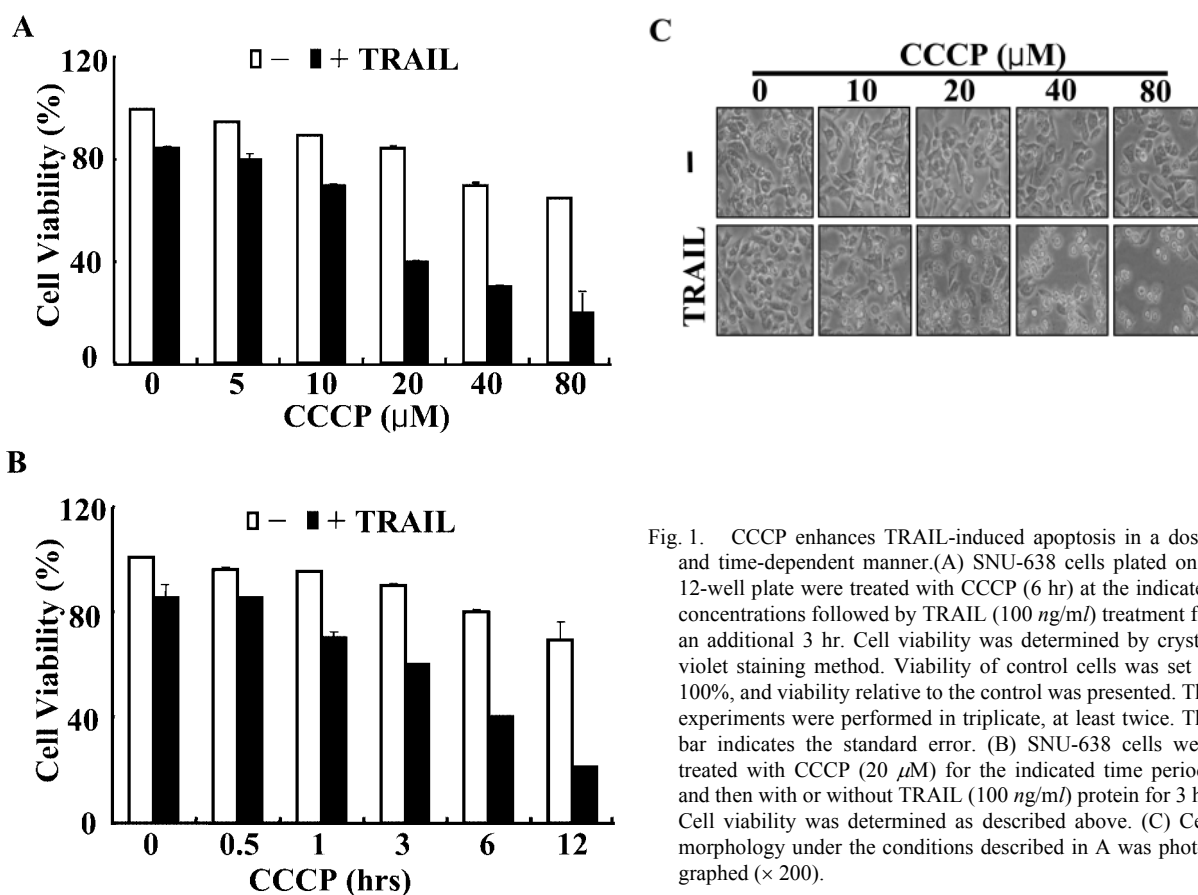 A
120
80
40
0
Cell Viability (%)
− + TRAIL
0 5 10 20 40 80
CCCP (µM)
B
120
80
40
0
Cell Viability (%)
− + TRAIL
0 0.5 1 3 6 12
CCCP (hrs)
C
CCCP (µM)
0 10 20 40 80
−
TRAIL
Fig. 1. CCCP enhances TRAIL-induced apoptosis in a dos
and time-dependent manner.(A) SNU-638 cells plated on
12-well plate were treated with CCCP (6 hr) at the indicate
concentrations followed by TRAIL (100 ng/ml) treatment f
an additional 3 hr. Cell viability was determined by cryst
violet staining method. Viability of control cells was set
100%, and viability relative to the control was presented. Th
experiments were performed in triplicate, at least twice. Th
bar indicates the standard error. (B) SNU-638 cells we
treated with CCCP (20 µM) for the indicated time period
and then with or without TRAIL (100 ng/ml) protein for 3 h
Cell viability was determined as described above. (C) Ce
morphology under the conditions described in A was phot
graphed (× 200).